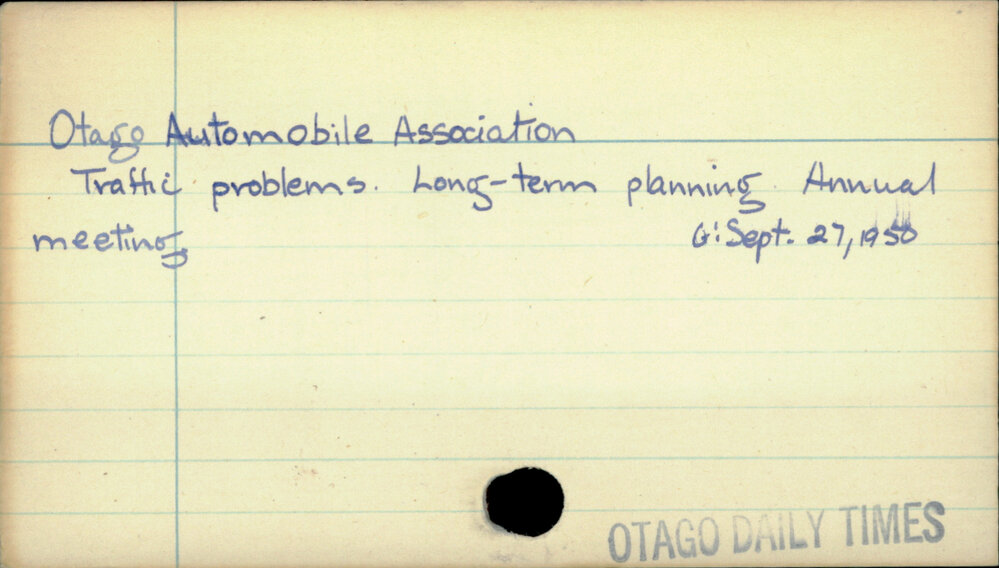 Otago Automobile Association
Traffic problems. Long-term planning. Annual
meeting.
G: Sept. 27, 1950
OTAGO DAILY TIMES